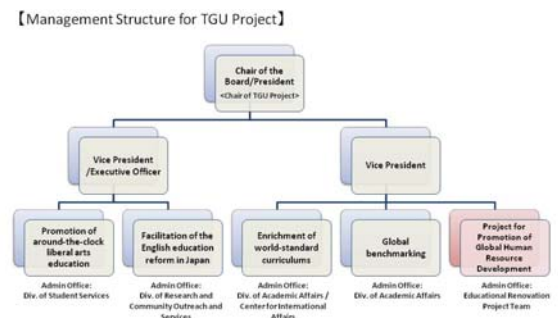 【Management Structure for TGU Project】
Chair of the
Board/President
<Chair of TGU Project>
Vice President
/Executive Officer
Vice President
Promotion of
around-the-clock
liberal arts
education
Facilitation of the
English education
reform in Japan
Enrichment of
world-standard
curriculums
Global
benchmarking
Project for
Promotion of
Global Human
Resource
Development
Admin Office:
Div. of Student Services
Admin Office:
Div. of Research and
Community Outreach and
Services
Admin Office:
Div. of Academic Affairs /
Center for International
Affairs
Admin Office:
Div. of Academic Affairs
Admin Office:
Educational Renovation
Project Team